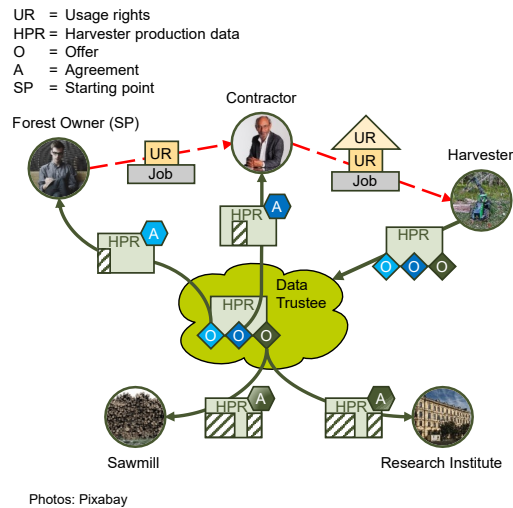 UR = Usage rights
HPR = Harvester production data
O = Offer
A = Agreement
SP = Starting point
Contractor
Forest Owner (SP)
UR
UR
UR
Job
Job
Harvester
A
HPR
A
HPR
HPR
O O O
Data
Trustee
HPR
O O O
A
HPR
A
HPR
Sawmill
Research Institute
Photos: Pixabay